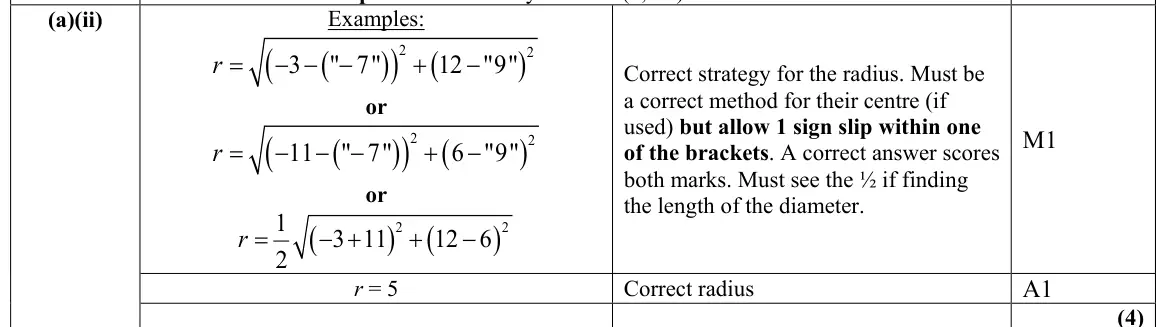 (a)(ii)
Examples:
r = √((−3 − ("− 7"))² + (12 − "9")²)
or
r = √((−11 − ("− 7"))² + (6 − "9")²)
or
r = 1/2 √((−3 + 11)² + (12 − 6)²)
Correct strategy for the radius. Must be
a correct method for their centre (if
used) but allow 1 sign slip within one
of the brackets. A correct answer scores
both marks. Must see the ½ if finding
the length of the diameter.
M1
r = 5
Correct radius
A1
(4)